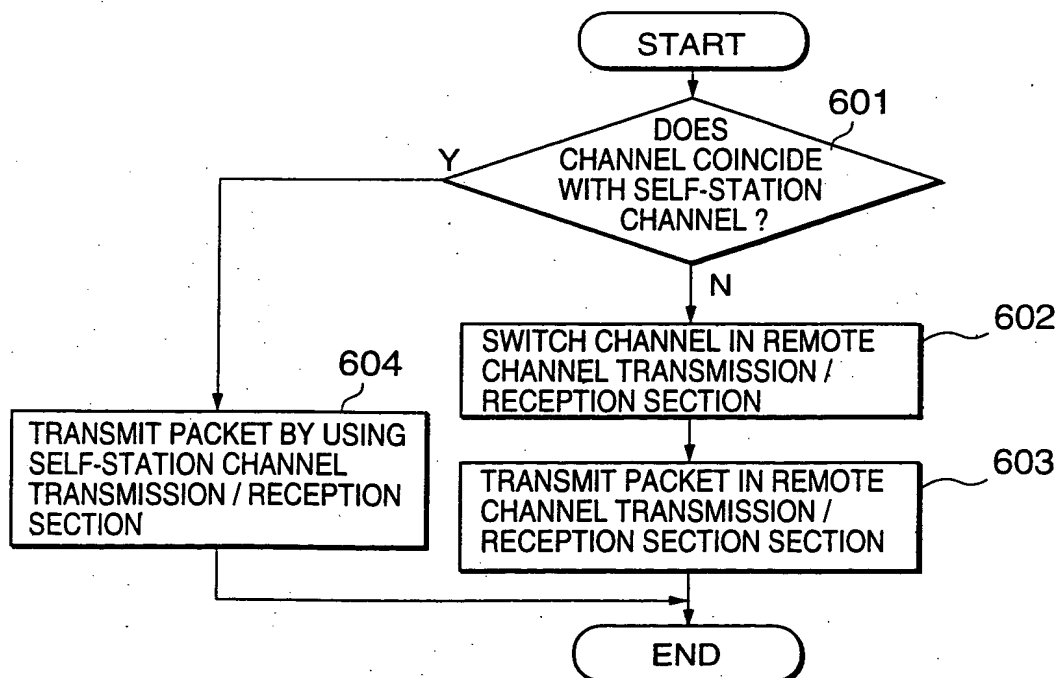 START
601
DOES
CHANNEL COINCIDE
WITH SELF-STATION
CHANNEL ?
Y
N
602
SWITCH CHANNEL IN REMOTE
CHANNEL TRANSMISSION /
RECEPTION SECTION
604
TRANSMIT PACKET BY USING
SELF-STATION CHANNEL
TRANSMISSION / RECEPTION
SECTION
603
TRANSMIT PACKET IN REMOTE
CHANNEL TRANSMISSION /
RECEPTION SECTION SECTION
END